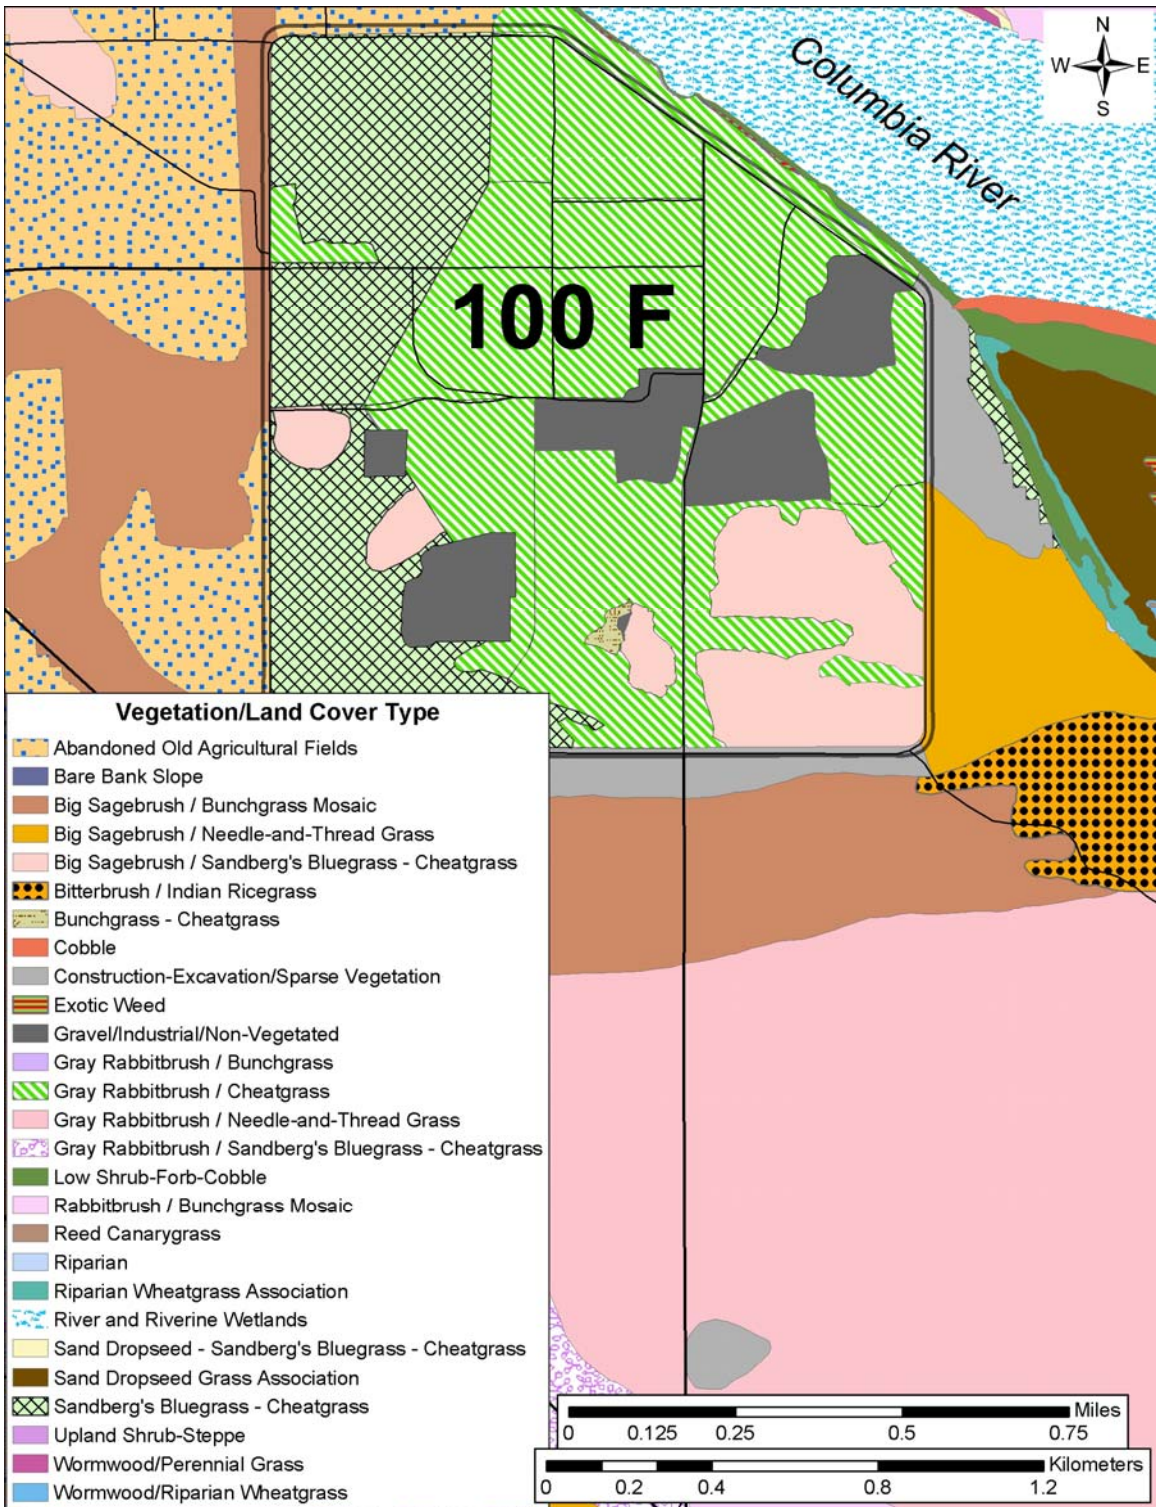 N
W E
S
Columbia River
100 F
Vegetation/Land Cover Type
Abandoned Old Agricultural Fields
Bare Bank Slope
Big Sagebrush / Bunchgrass Mosaic
Big Sagebrush / Needle-and-Thread Grass
Big Sagebrush / Sandberg's Bluegrass - Cheatgrass
Bitterbrush / Indian Ricegrass
Bunchgrass - Cheatgrass
Cobble
Construction-Excavation/Sparse Vegetation
Exotic Weed
Gravel/Industrial/Non-Vegetated
Gray Rabbitbrush / Bunchgrass
Gray Rabbitbrush / Cheatgrass
Gray Rabbitbrush / Needle-and-Thread Grass
Gray Rabbitbrush / Sandberg's Bluegrass - Cheatgrass
Low Shrub-Forb-Cobble
Rabbitbrush / Bunchgrass Mosaic
Reed Canarygrass
Riparian
Riparian Wheatgrass Association
River and Riverine Wetlands
Sand Dropseed - Sandberg's Bluegrass - Cheatgrass
Sand Dropseed Grass Association
Sandberg's Bluegrass - Cheatgrass
Upland Shrub-Steppe
Wormwood/Perennial Grass
Wormwood/Riparian Wheatgrass
Miles
0 0.125 0.25 0.5 0.75
Kilometers
0 0.2 0.4 0.8 1.2